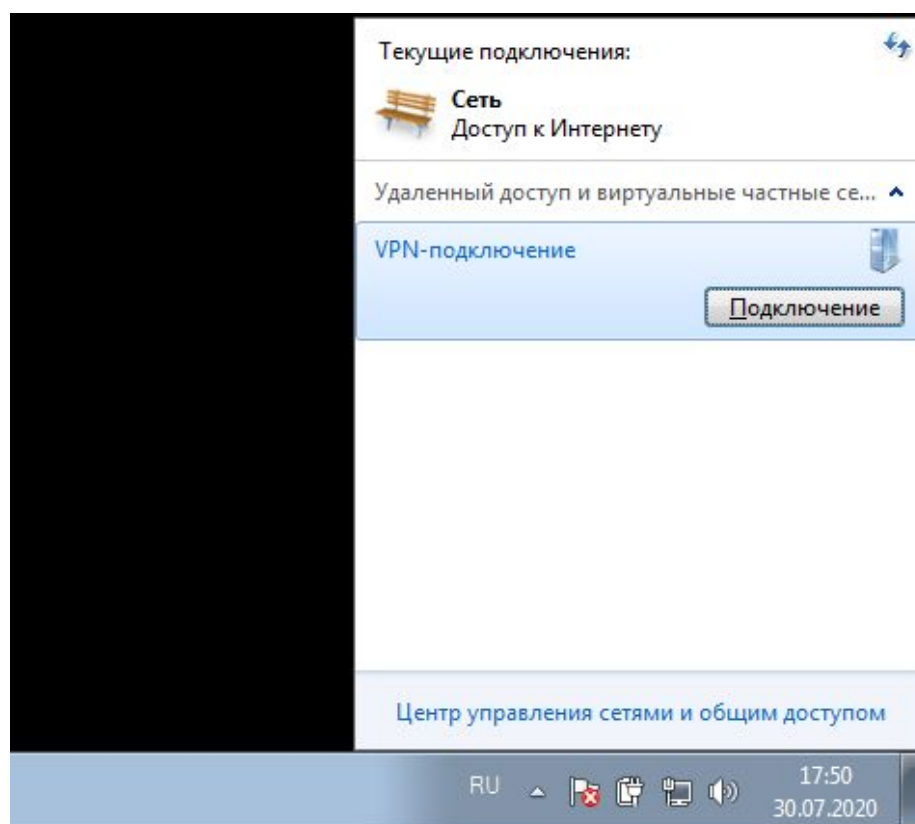 Текущие подключения:
Сеть
Доступ к Интернету
Удаленный доступ и виртуальные частные се...
VPN-подключение
Подключение
Центр управления сетями и общим доступом
RU
17:50
30.07.2020